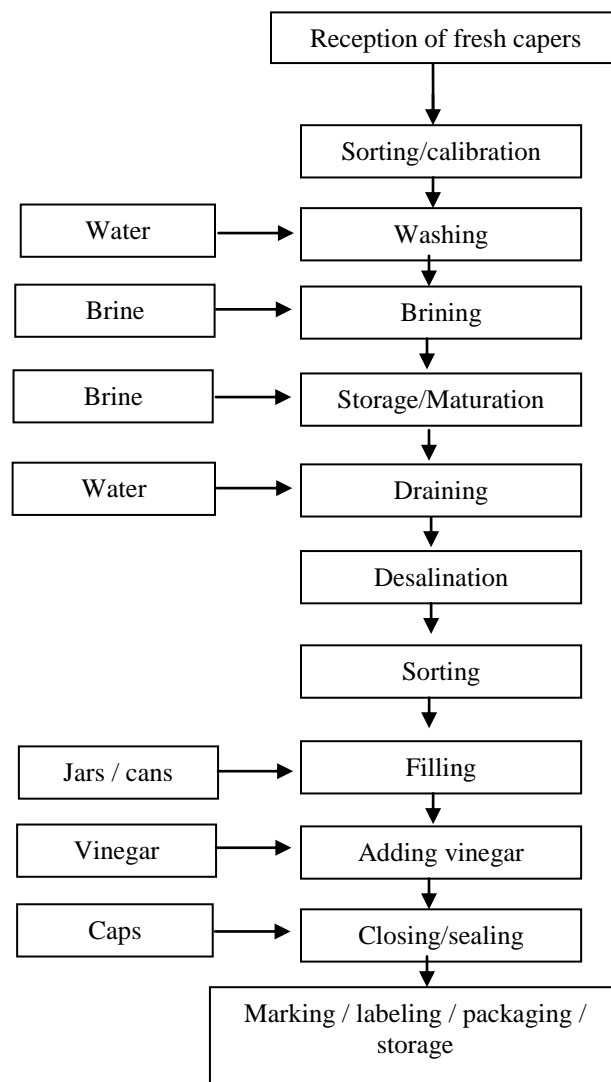 Reception of fresh capers
Sorting/calibration
Water
Washing
Brine
Brining
Brine
Storage/Maturation
Water
Draining
Desalination
Sorting
Jars / cans
Filling
Vinegar
Adding vinegar
Caps
Closing/sealing
Marking / labeling / packaging /
storage